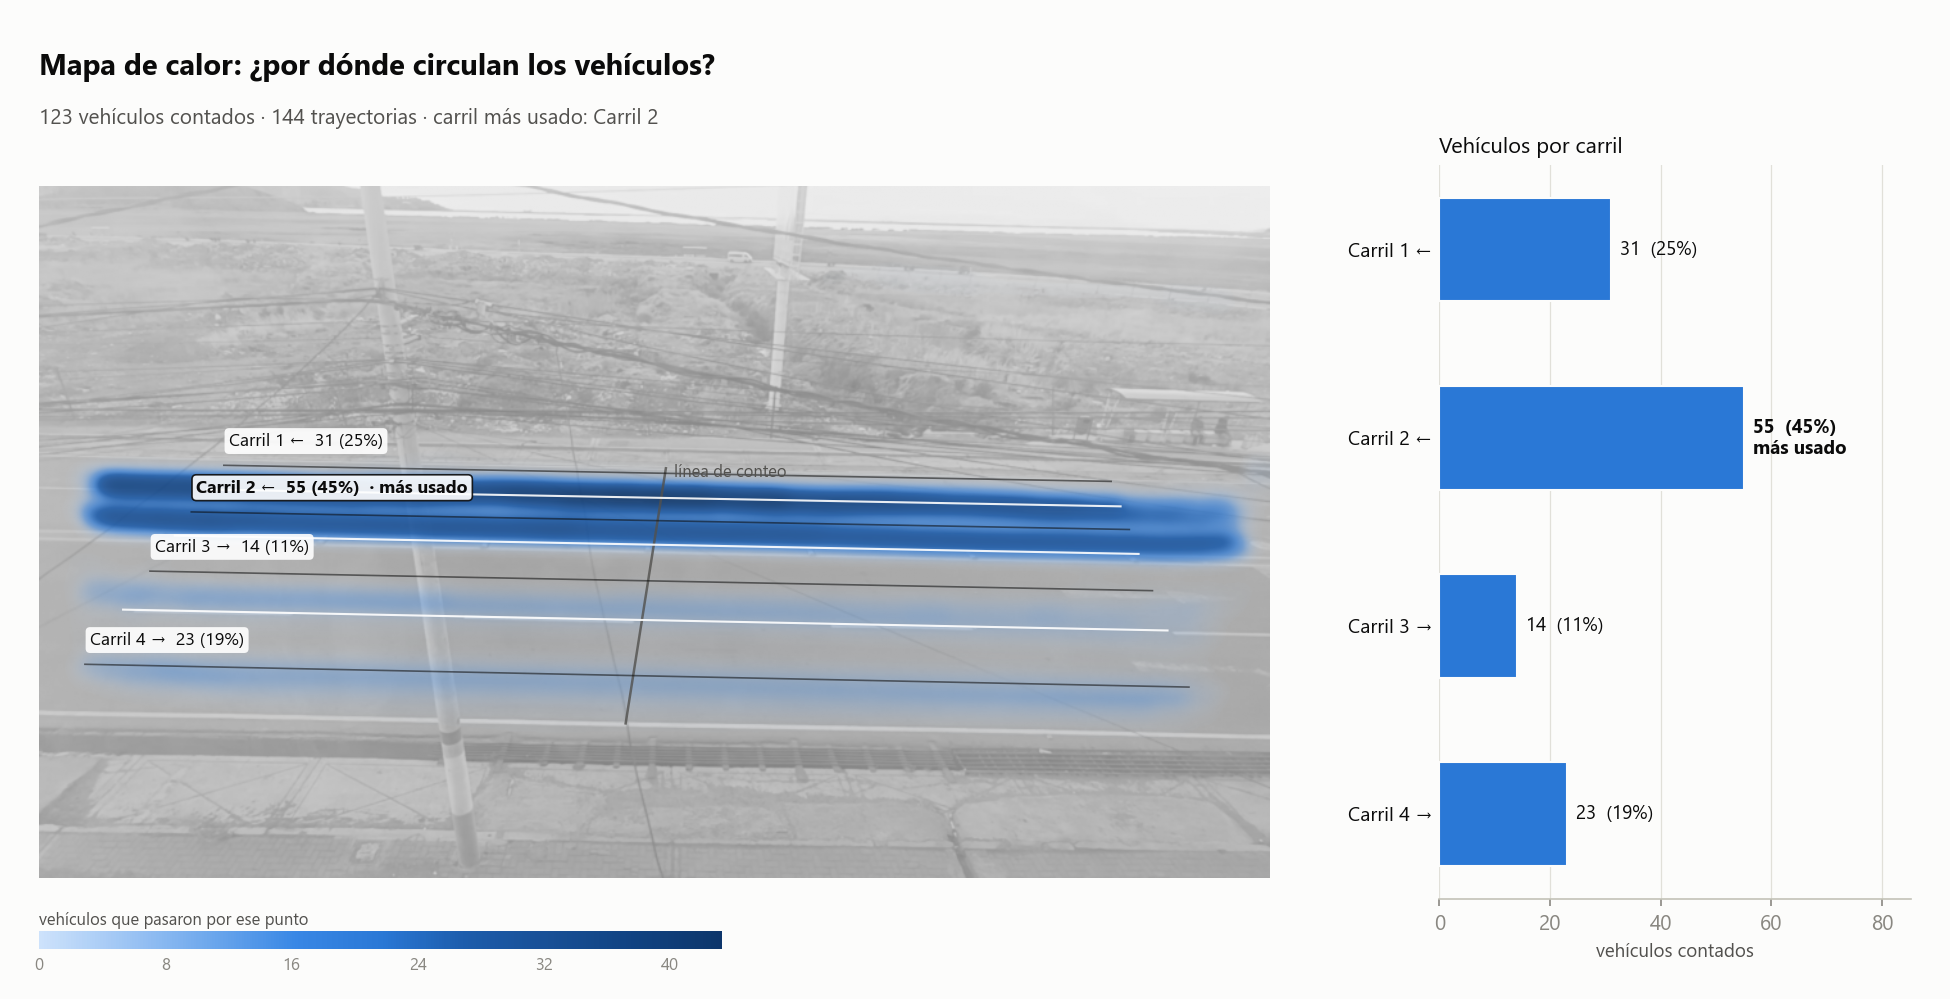 Mapa de calor: ¿por dónde circulan los vehículos?
123 vehículos contados · 144 trayectorias · carril más usado: Carril 2
Carril 1 ← 31 (25%)
línea de conteo
Carril 2 ← 55 (45%) · más usado
Carril 3 → 14 (11%)
Carril 4 → 23 (19%)
vehículos que pasaron por ese punto
0 8 16 24 32 40
Vehículos por carril
Carril 1 ← 31 (25%)
Carril 2 ← 55 (45%)
más usado
Carril 3 → 14 (11%)
Carril 4 → 23 (19%)
0 20 40 60 80
vehículos contados